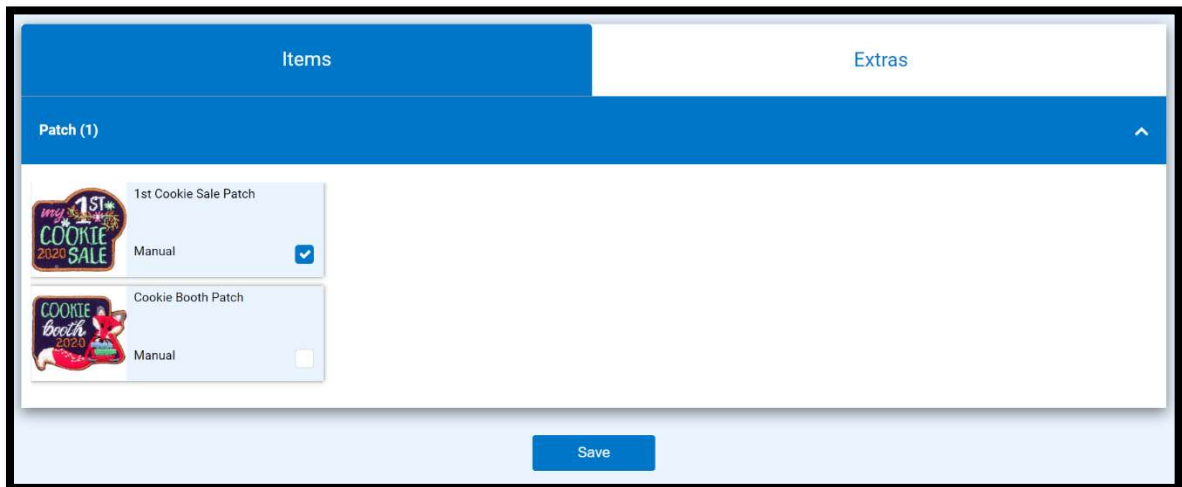 Items
Extras
Patch (1)
my 1ST
COOKIE
2020 SALE
1st Cookie Sale Patch
Manual
COOKIE
booth
2020
Cookie Booth Patch
Manual
Save